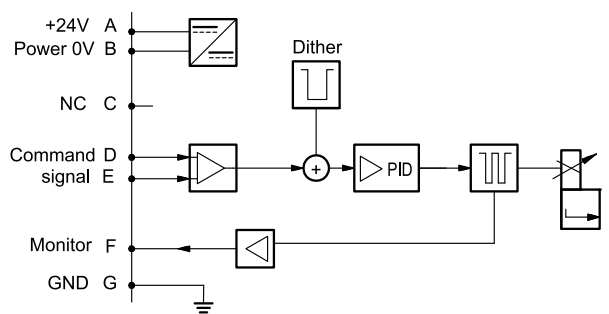 +24V A
Power 0V B
Dither
NC C
Command D
signal E
+
PID
Monitor F
GND G